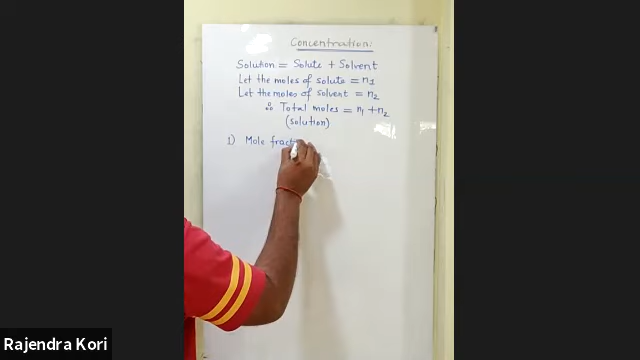 Concentration:
Solution = Solute + Solvent
Let the moles of solute = n1
Let the moles of solvent = n2
∴ Total moles = n1 + n2
(solution)
1) Mole fract
Rajendra Kori